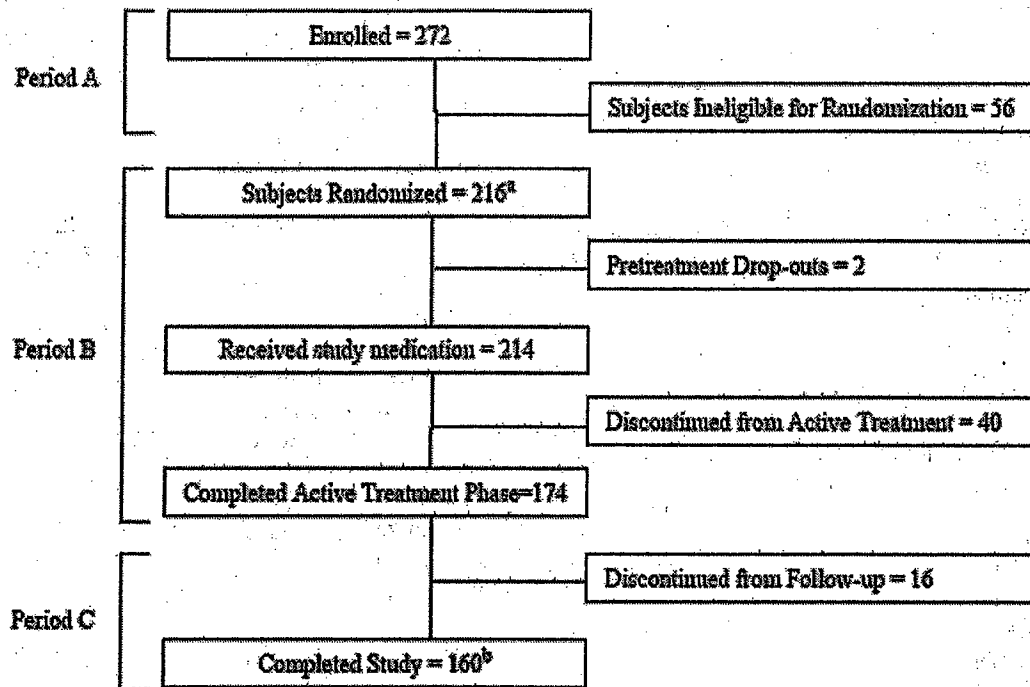 Enrolled = 272
Period A
Subjects Ineligible for Randomization = 56
Subjects Randomized = 216ᵃ
Pretreatment Drop-outs = 2
Period B
Received study medication = 214
Discontinued from Active Treatment = 40
Completed Active Treatment Phase=174
Discontinued from Follow-up = 16
Period C
Completed Study = 160ᵇ